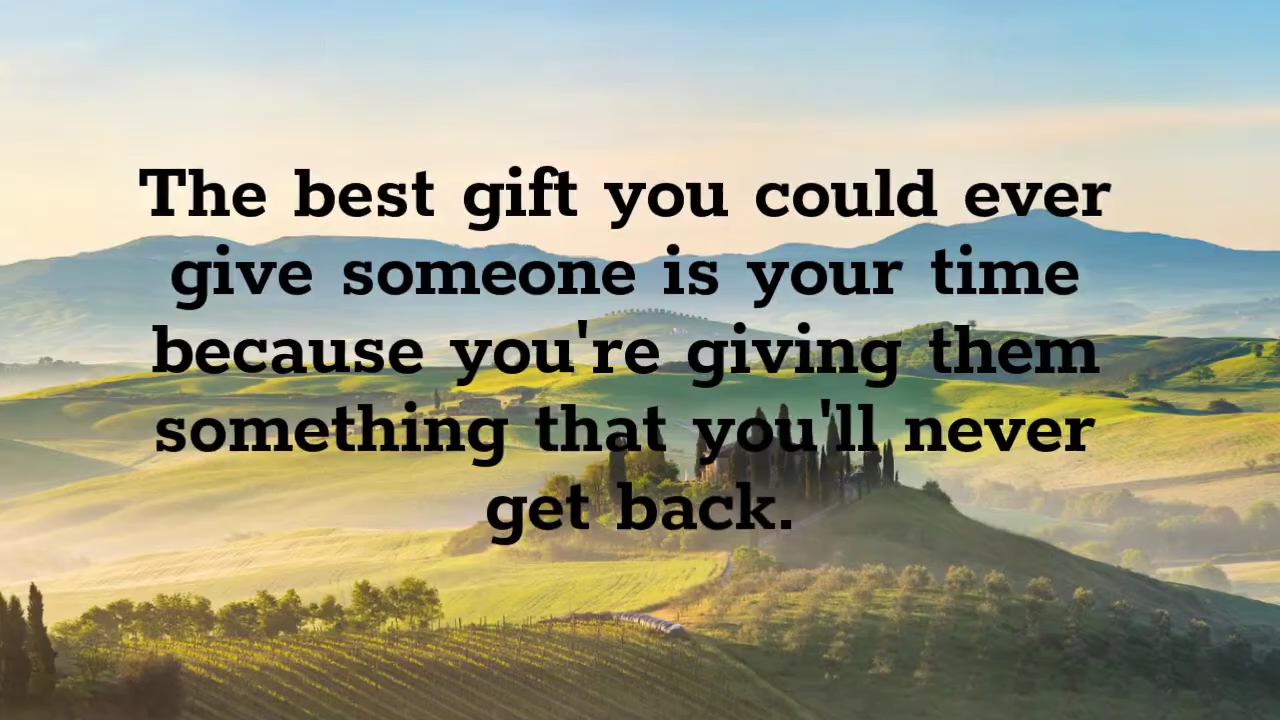 The best gift you could ever
give someone is your time
because you're giving them
something that you'll never
get back.